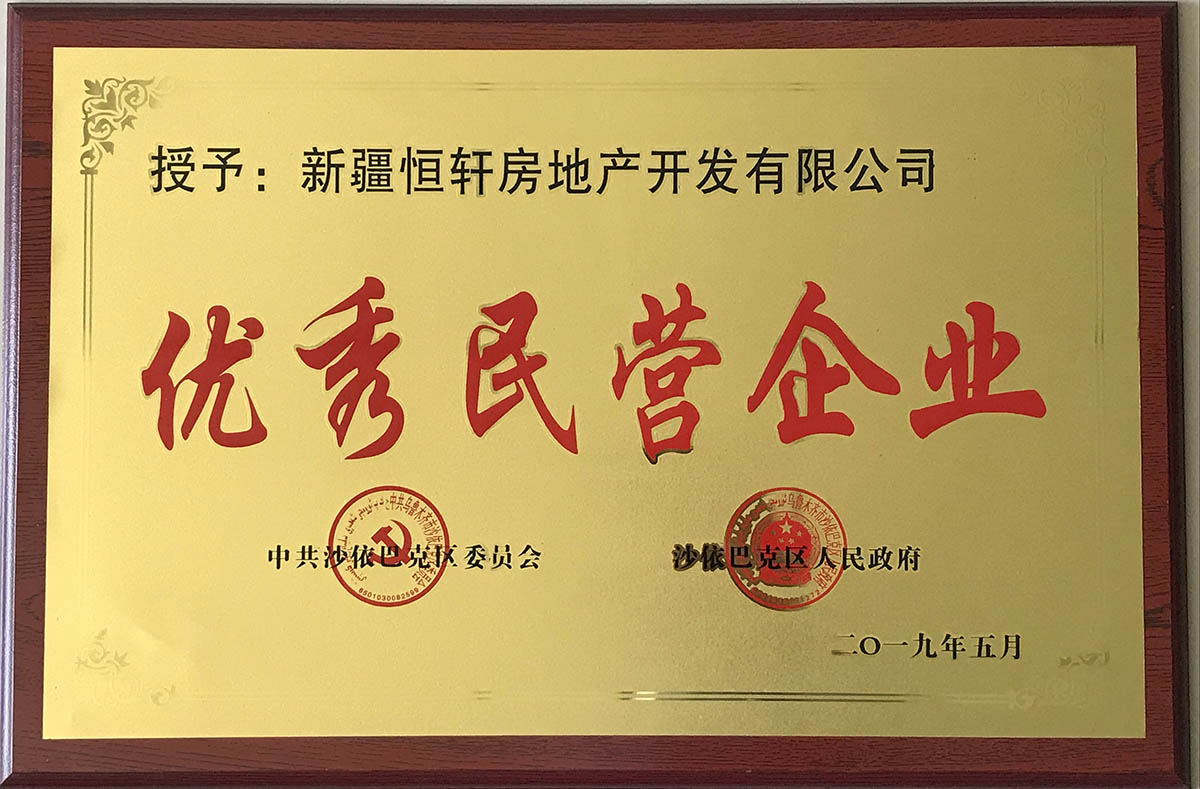 授予：新疆恒轩房地产开发有限公司
优秀民营企业
中共沙依巴克区委员会
沙依巴克区人民政府
6501030082599
二〇一九年五月